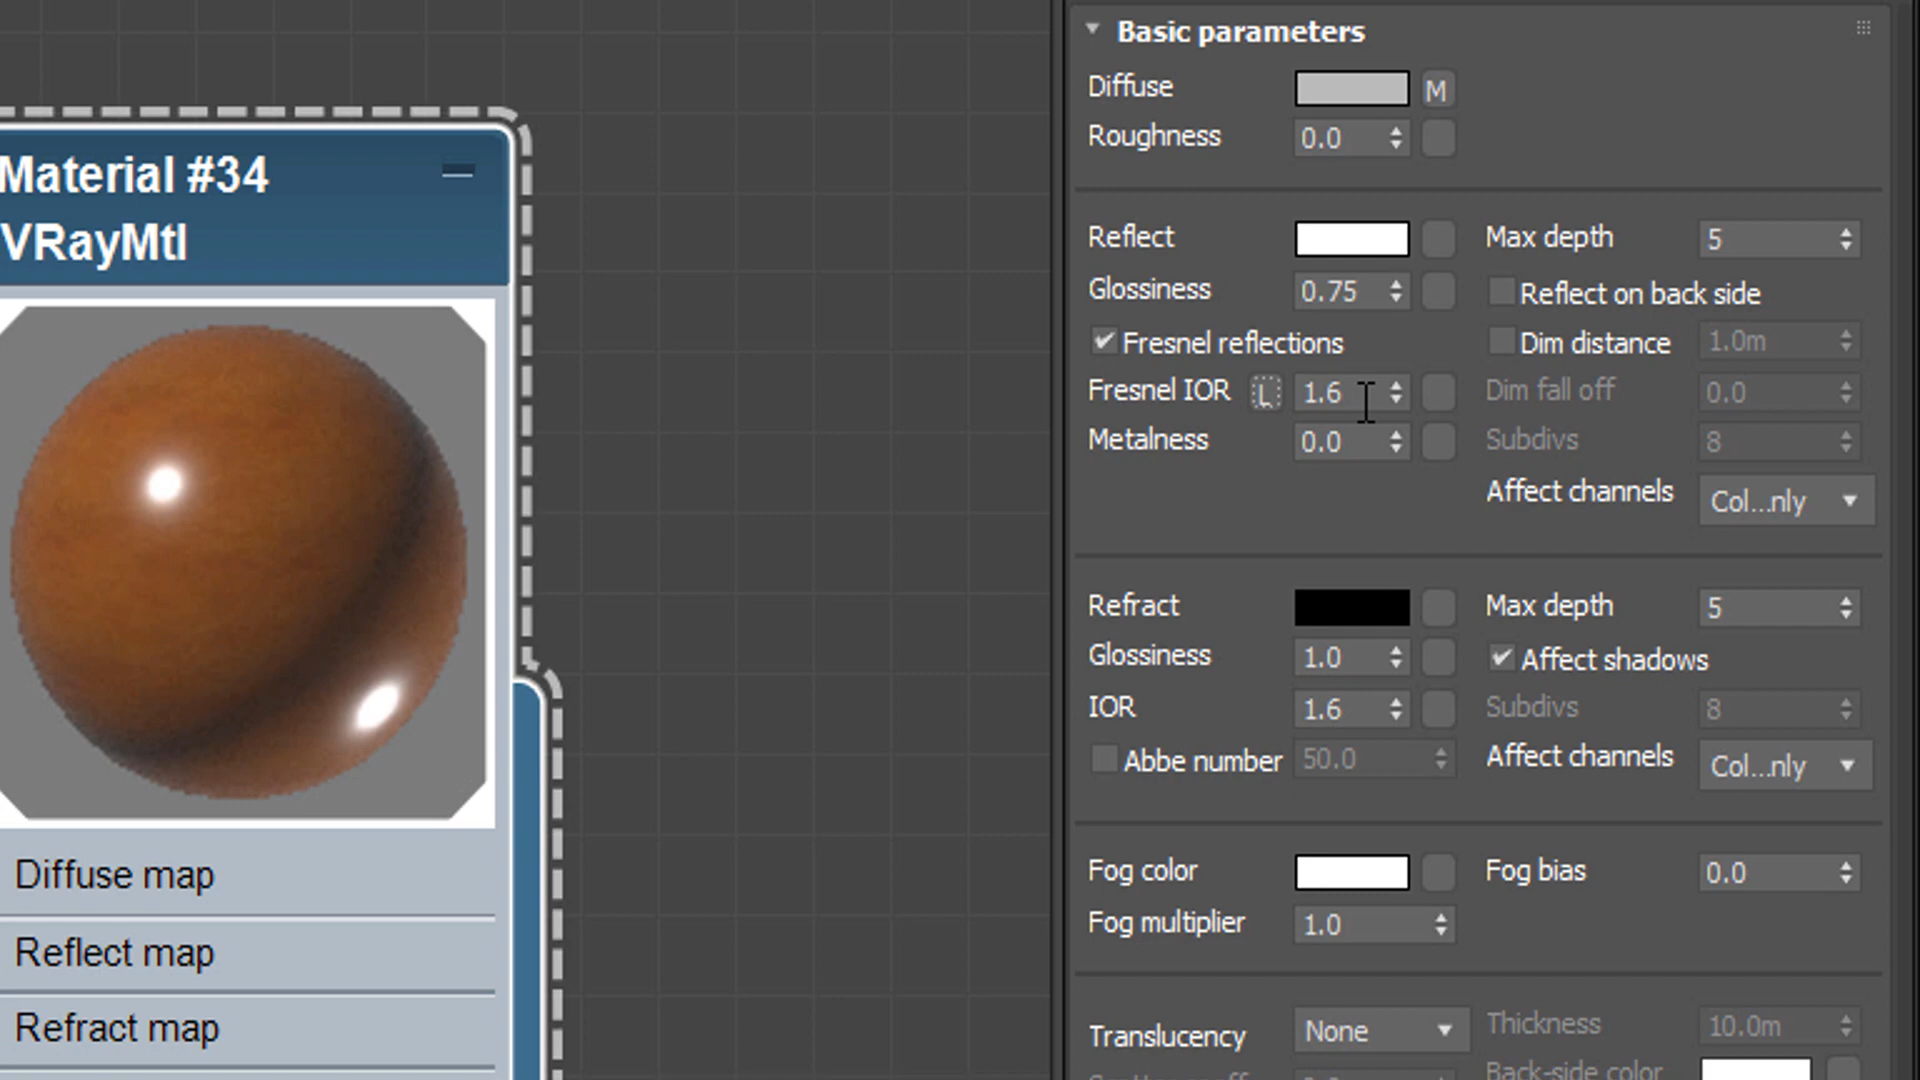 Material #34
VRayMtl
Diffuse map
Reflect map
Refract map
Basic parameters
Diffuse M
Roughness 0.0
Reflect Max depth 5
Glossiness 0.75 Reflect on back side
Fresnel reflections Dim distance 1.0m
Fresnel IOR L 1.6 Dim fall off 0.0
Metalness 0.0 Subdivs 8
Affect channels Col...nly
Refract Max depth 5
Glossiness 1.0 Affect shadows
IOR 1.6 Subdivs 8
Abbe number 50.0 Affect channels Col...nly
Fog color Fog bias 0.0
Fog multiplier 1.0
Translucency None Thickness 10.0m
Back-side color